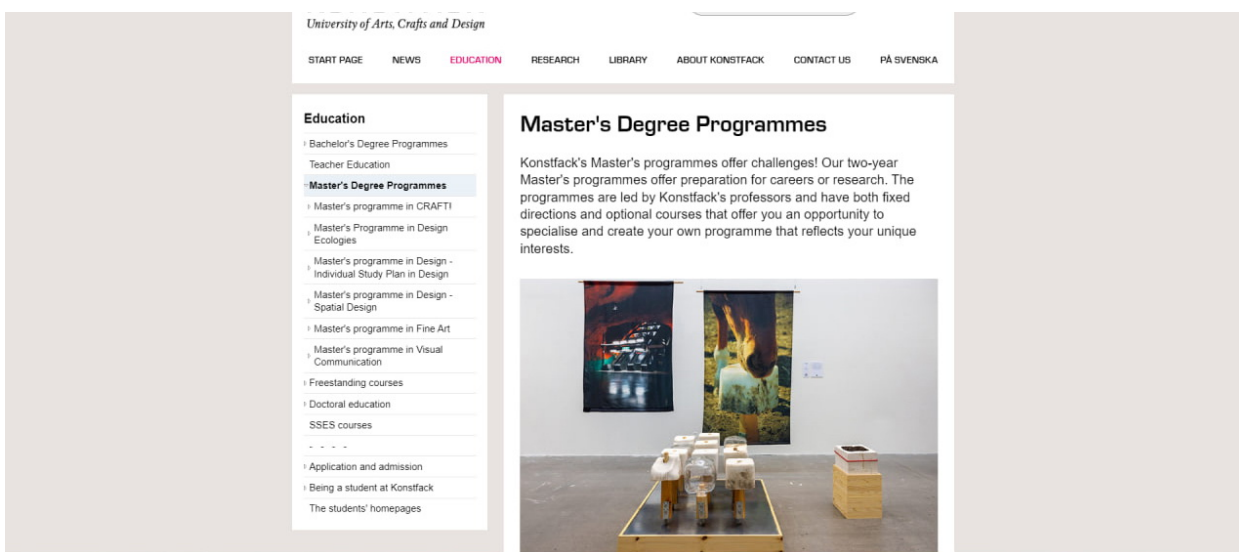 University of Arts, Crafts and Design
START PAGE NEWS EDUCATION RESEARCH LIBRARY ABOUT KONSTFACK CONTACT US PÅ SVENSKA
Education
Bachelor's Degree Programmes
Teacher Education
Master's Degree Programmes
Master's programme in CRAFT!
Master's Programme in Design
Ecologies
Master's programme in Design -
Individual Study Plan in Design
Master's programme in Design -
Spatial Design
Master's programme in Fine Art
Master's programme in Visual
Communication
Freestanding courses
Doctoral education
SSES courses
- - - -
Application and admission
Being a student at Konstfack
The students' homepages
Master's Degree Programmes
Konstfack's Master's programmes offer challenges! Our two-year
Master's programmes offer preparation for careers or research. The
programmes are led by Konstfack's professors and have both fixed
directions and optional courses that offer you an opportunity to
specialise and create your own programme that reflects your unique
interests.